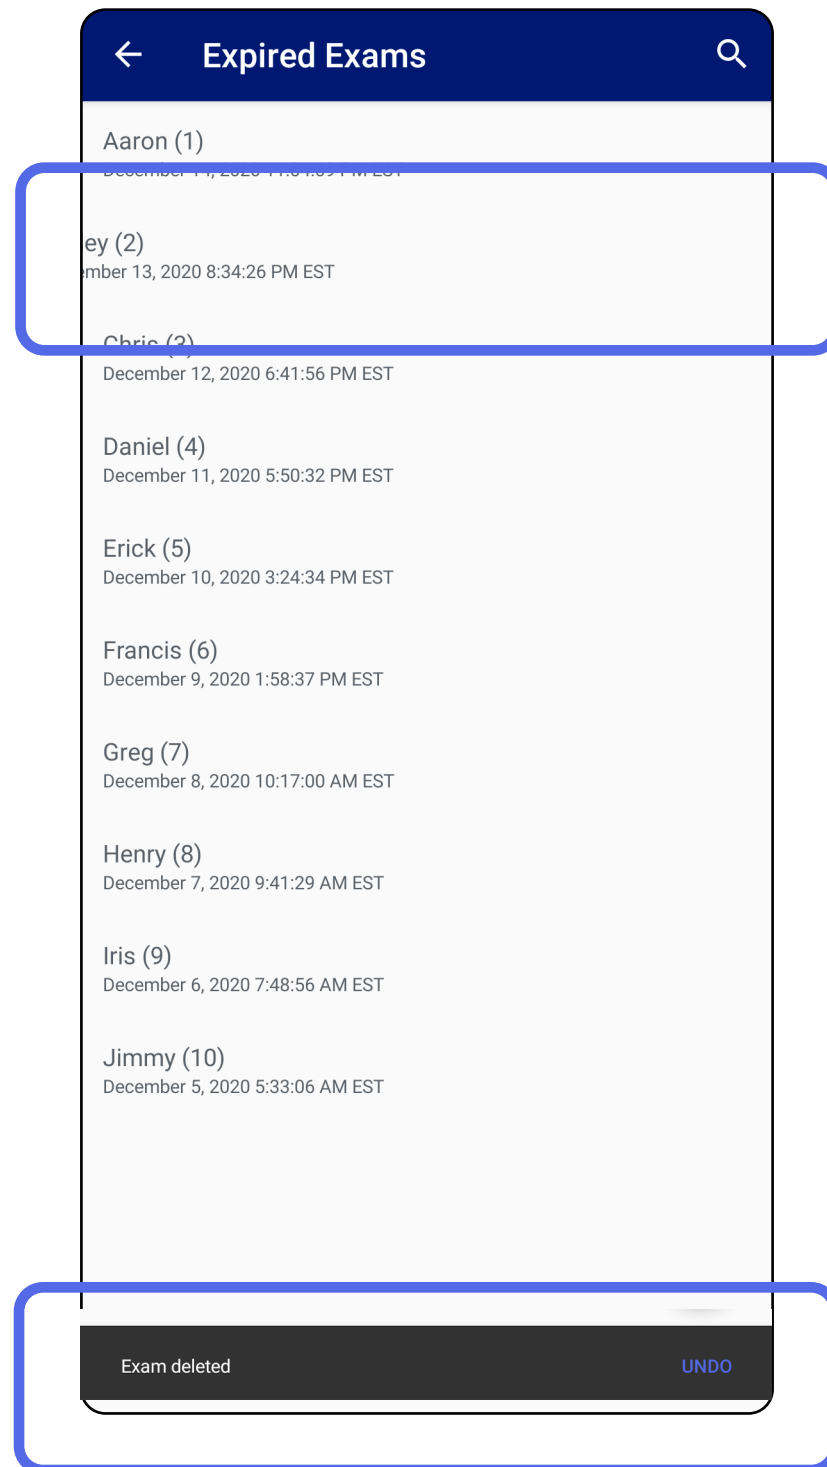 Expired Exams
Aaron (1)
December 14, 2020
ey (2)
ember 13, 2020 8:34:26 PM EST
Chris (3)
December 12, 2020 6:41:56 PM EST
Daniel (4)
December 11, 2020 5:50:32 PM EST
Erick (5)
December 10, 2020 3:24:34 PM EST
Francis (6)
December 9, 2020 1:58:37 PM EST
Greg (7)
December 8, 2020 10:17:00 AM EST
Henry (8)
December 7, 2020 9:41:29 AM EST
Iris (9)
December 6, 2020 7:48:56 AM EST
Jimmy (10)
December 5, 2020 5:33:06 AM EST
Exam deleted UNDO